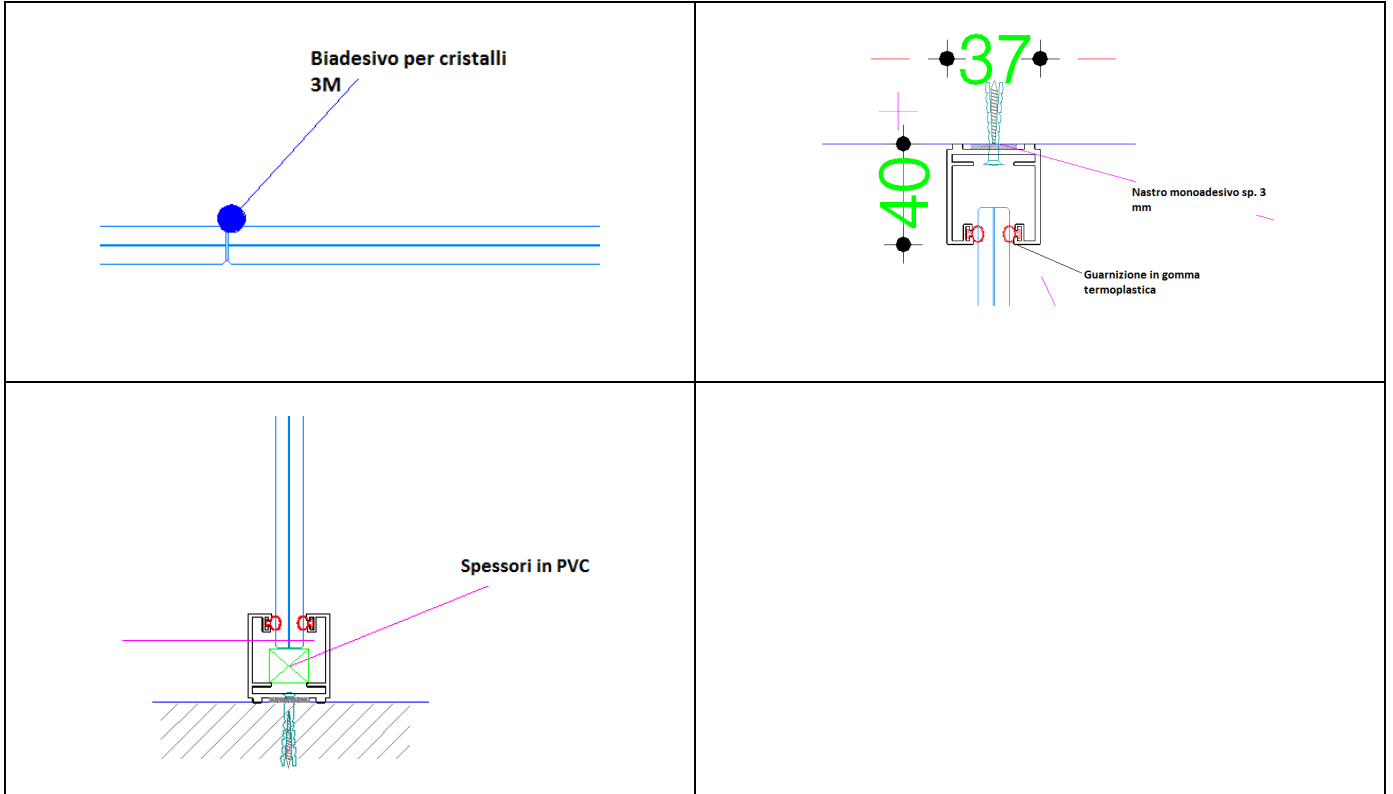 Biadesivo per cristalli
3M
37
40
Nastro monoadesivo sp. 3
mm
Guarnizione in gomma
termoplastica
Spessori in PVC